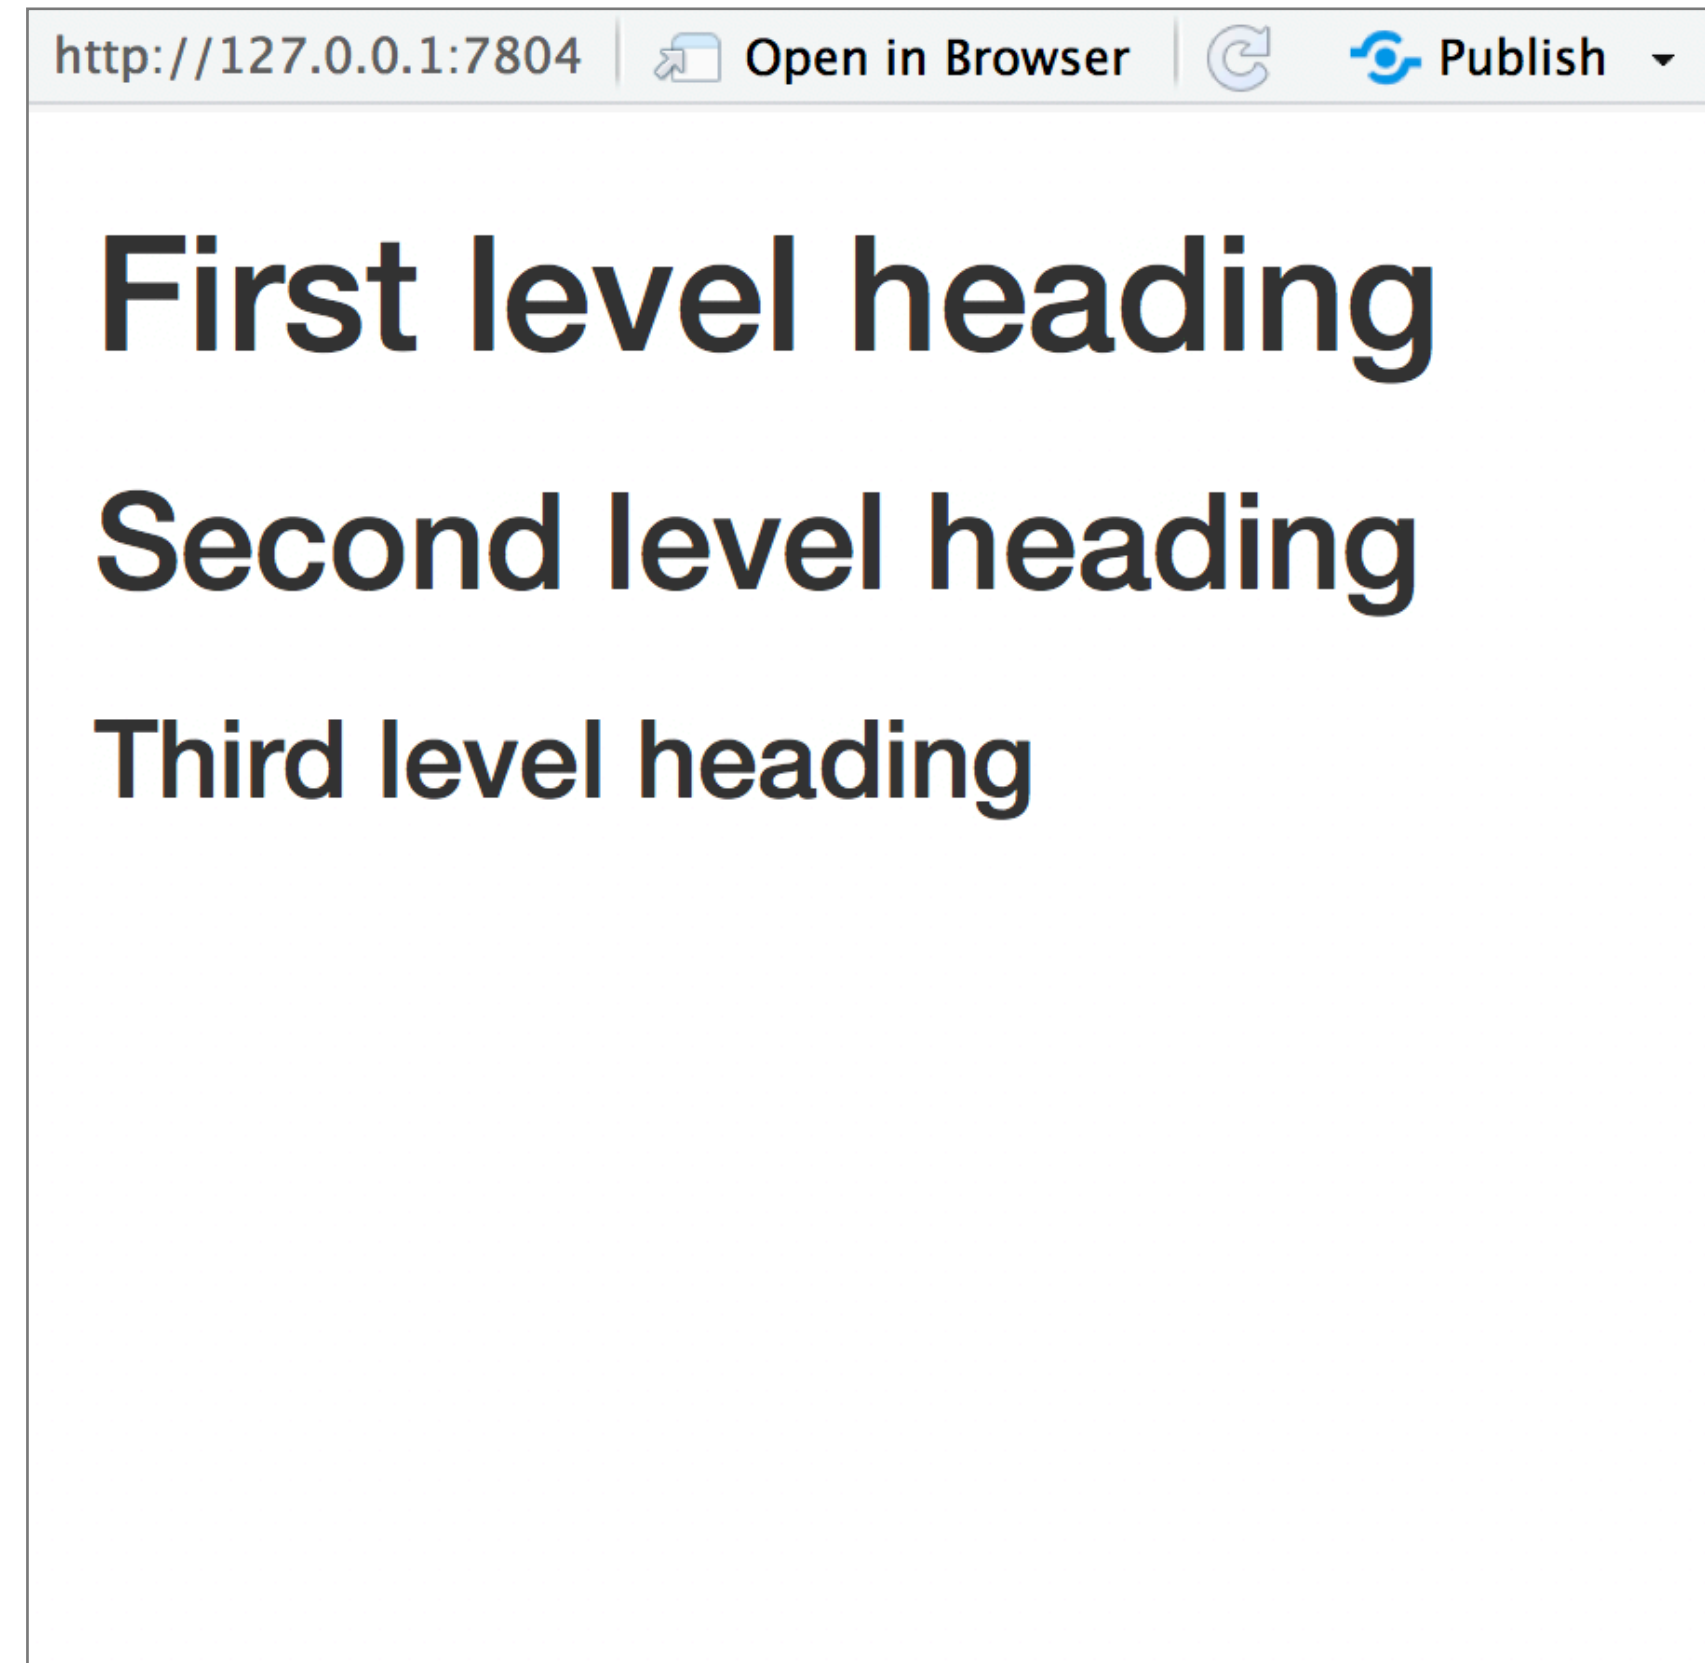 http://127.0.0.1:7804 Open in Browser Publish
First level heading
Second level heading
Third level heading